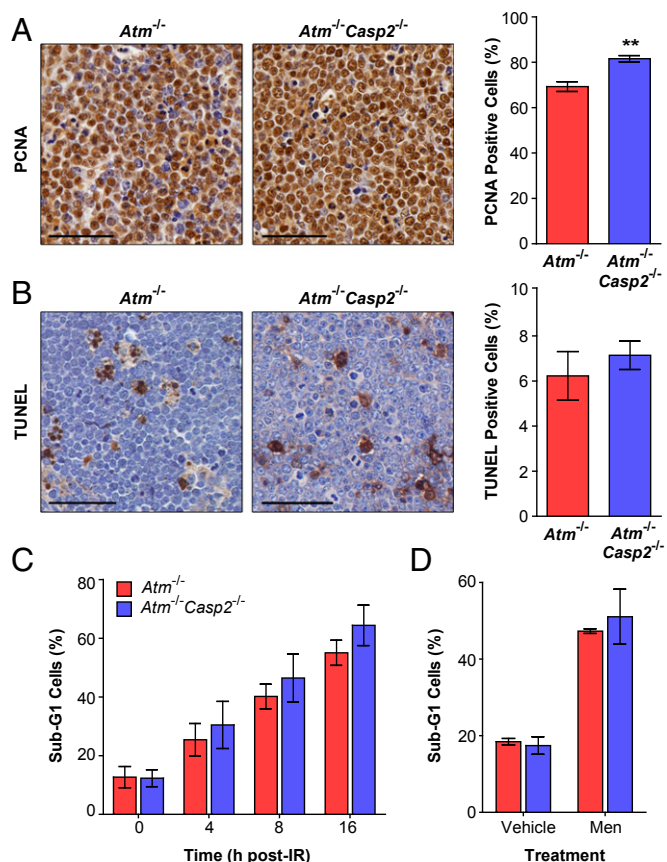 A
Atm-/-
Atm-/-Casp2-/-
PCNA
PCNA Positive Cells (%)
100
80
60
40
20
0
**
Atm-/-
Atm-/-
Casp2-/-
B
Atm-/-
Atm-/-Casp2-/-
TUNEL
TUNEL Positive Cells (%)
10
8
6
4
2
0
Atm-/-
Atm-/-
Casp2-/-
C
Atm-/-
Atm-/-Casp2-/-
Sub-G1 Cells (%)
80
60
40
20
0
0 4 8 16
Time (h post-IR)
D
Sub-G1 Cells (%)
60
40
20
0
Vehicle Men
Treatment